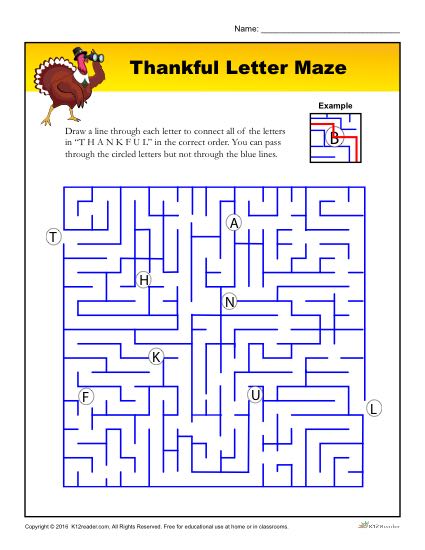 Name: ____________________
Thankful Letter Maze
Example
B
Draw a line through each letter to connect all of the letters
in "T H A N K F U L" in the correct order. You can pass
through the circled letters but not through the blue lines.
A
T
H
N
K
F
U
L
Copyright © 2016 K12reader.com. All Rights Reserved. Free for educational use at home or in classrooms.
K12Reader